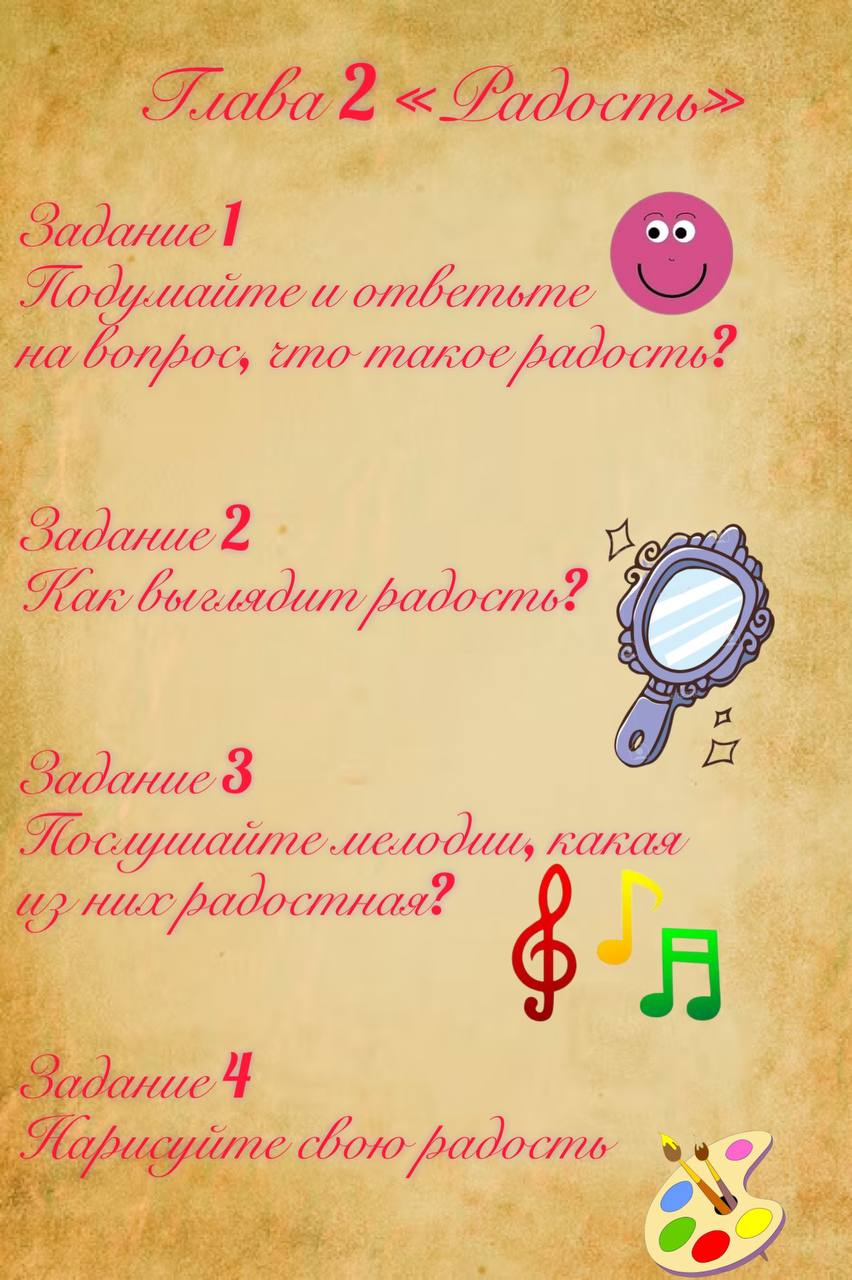 Глава 2 «Радость»
Задание 1
Подумайте и ответьте
на вопрос, что такое радость?
Задание 2
Как выглядит радость?
Задание 3
Послушайте мелодии, какая
из них радостная?
Задание 4
Нарисуйте свою радость